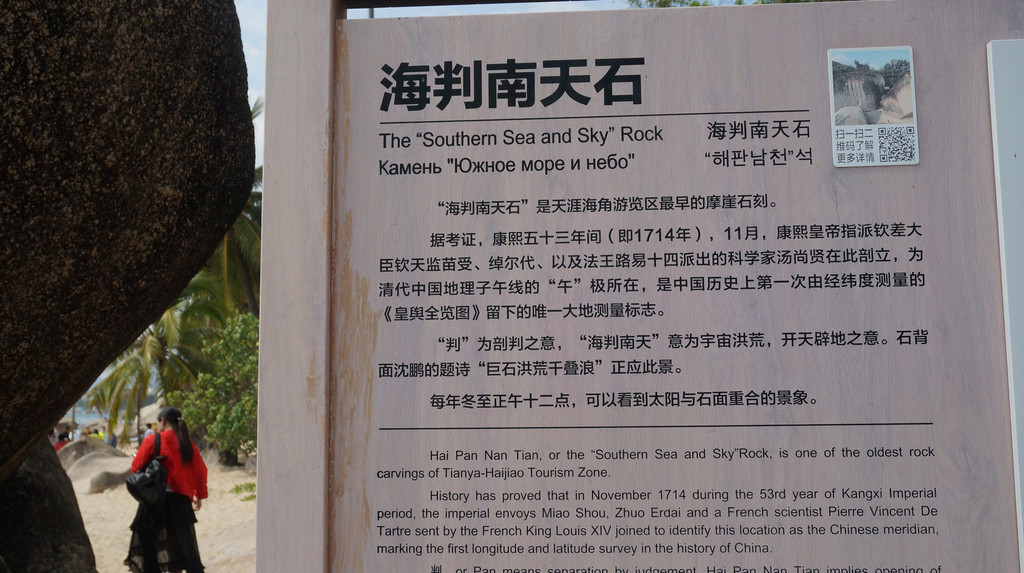 海判南天石
The “Southern Sea and Sky” Rock
海判南天石
Камень "Южное море и небо"
“해판남천”석
扫一扫二
维码了解
更多详情
“海判南天石”是天涯海角游览区最早的摩崖石刻。
据考证，康熙五十三年间（即1714年），11月，康熙皇帝指派钦差大
臣钦天监苗受、绰尔代、以及法王路易十四派出的科学家汤尚贤在此剖立，为
清代中国地理子午线的“午”极所在，是中国历史上第一次由经纬度测量的
《皇舆全览图》留下的唯一大地测量标志。
“判”为剖判之意，“海判南天”意为宇宙洪荒，开天辟地之意。石背
面沈鹏的题诗“巨石洪荒千叠浪”正应此景。
每年冬至正午十二点，可以看到太阳与石面重合的景象。
Hai Pan Nan Tian, or the “Southern Sea and Sky”Rock, is one of the oldest rock
carvings of Tianya-Haijiao Tourism Zone.
History has proved that in November 1714 during the 53rd year of Kangxi Imperial
period, the imperial envoys Miao Shou, Zhuo Erdai and a French scientist Pierre Vincent De
Tartre sent by the French King Louis XIV joined to identify this location as the Chinese meridian,
marking the first longitude and latitude survey in the history of China.
判, or Pan means separation by judgement. Hai Pan Nan Tian implies opening of